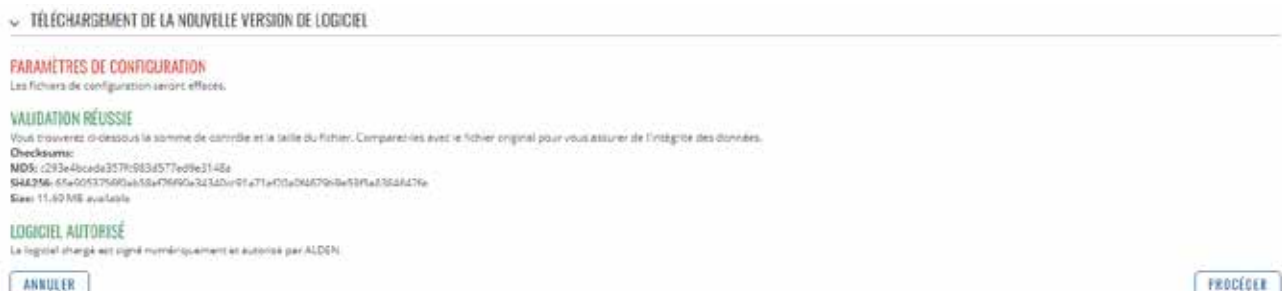 TÉLÉCHARGEMENT DE LA NOUVELLE VERSION DE LOGICIEL
PARAMÈTRES DE CONFIGURATION
Les fichiers de configuration seront effacés.
VALIDATION RÉUSSIE
Vous trouverez ci-dessous la somme de contrôle et la taille du fichier. Comparez-les avec le fichier original pour vous assurer de l'intégrité des données.
Checksums:
MD5:
SHA256:
Size: 11.60 MB available
LOGICIEL AUTORISÉ
Le logiciel chargé est signé numériquement et autorisé par ALDEN.
ANNULER
PROCÉDER